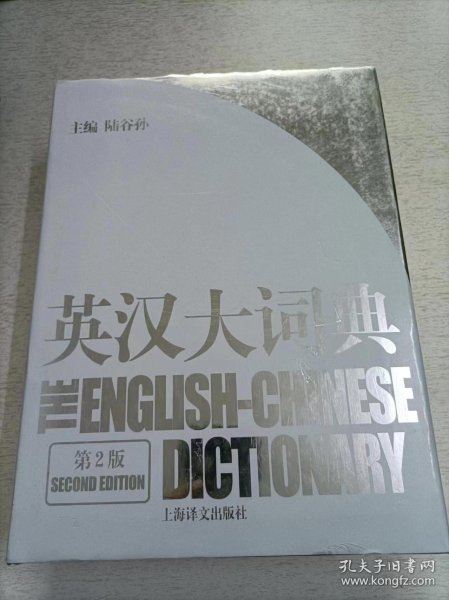 主编 陆谷孙
英汉大词典
THE ENGLISH-CHINESE
DICTIONARY
第2版
SECOND EDITION
上海译文出版社
孔夫子旧书网
www.kongfz.com